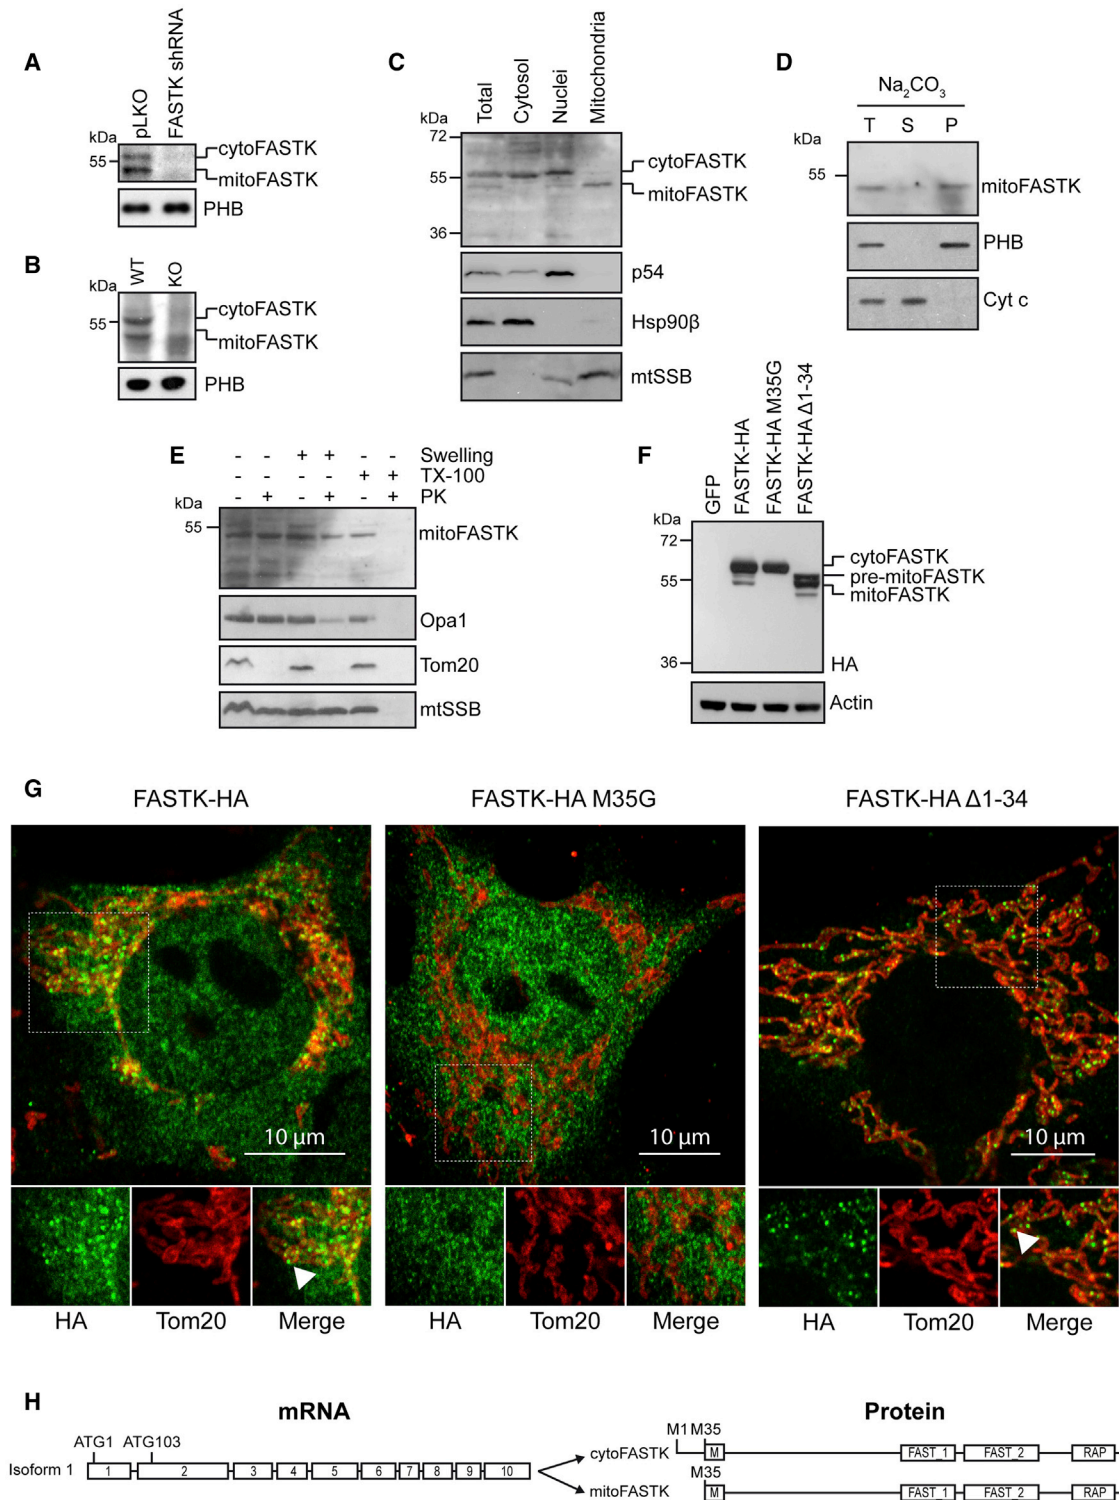 A
pLKO
FASTK shRNA
kDa
55
cytoFASTK
mitoFASTK
PHB
B
WT
KO
kDa
55
cytoFASTK
mitoFASTK
PHB
C
Total
Cytosol
Nuclei
Mitochondria
kDa
72
55
36
cytoFASTK
mitoFASTK
p54
Hsp90β
mtSSB
D
Na₂CO₃
T S P
kDa
55
mitoFASTK
PHB
Cyt c
E
- - + + - - Swelling
- - - - + + TX-100
- + - + - + PK
kDa
55
mitoFASTK
Opa1
Tom20
mtSSB
F
GFP
FASTK-HA
FASTK-HA M35G
FASTK-HA Δ1-34
kDa
72
55
36
cytoFASTK
pre-mitoFASTK
mitoFASTK
HA
Actin
G
FASTK-HA
FASTK-HA M35G
FASTK-HA Δ1-34
10 µm
10 µm
10 µm
HA Tom20 Merge
HA Tom20 Merge
HA Tom20 Merge
H
mRNA
Protein
ATG1 ATG103
Isoform 1
1 2 3 4 5 6 7 8 9 10
M1 M35
cytoFASTK
M FAST_1 FAST_2 RAP
M35
mitoFASTK
M FAST_1 FAST_2 RAP